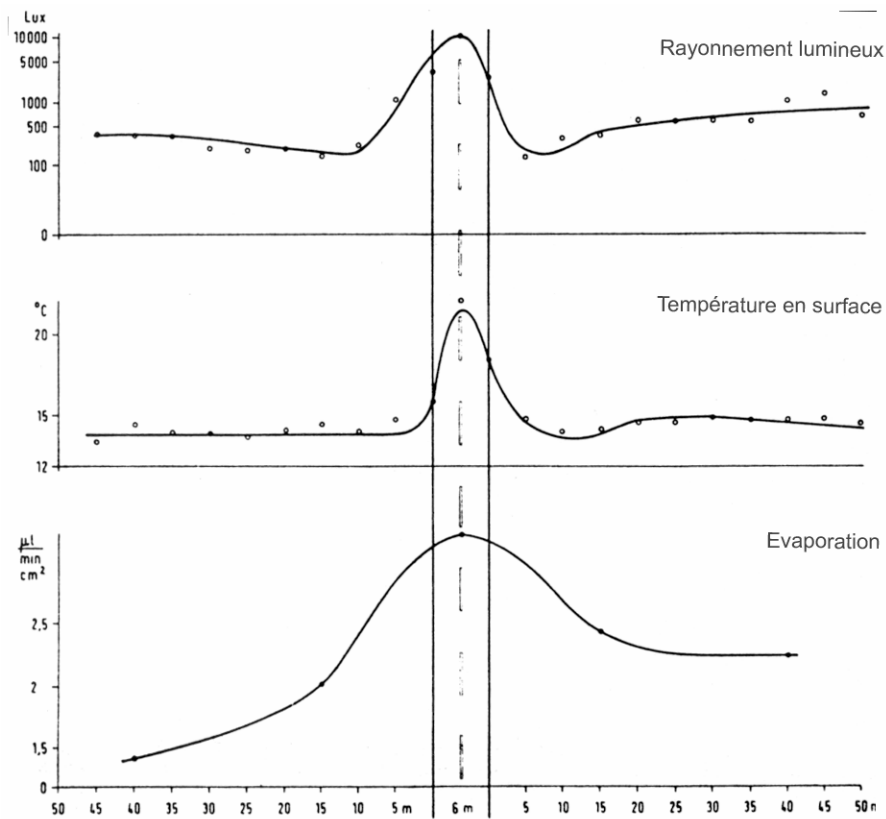 Lux
10000
Rayonnement lumineux
5000
1000
500
100
0
°C
Température en surface
20
15
12
µl
min
cm²
Evaporation
2,5
2
1,5
0
50 45 40 35 30 25 20 15 10 5 m 6 m 5 10 15 20 25 30 35 40 45 50 m